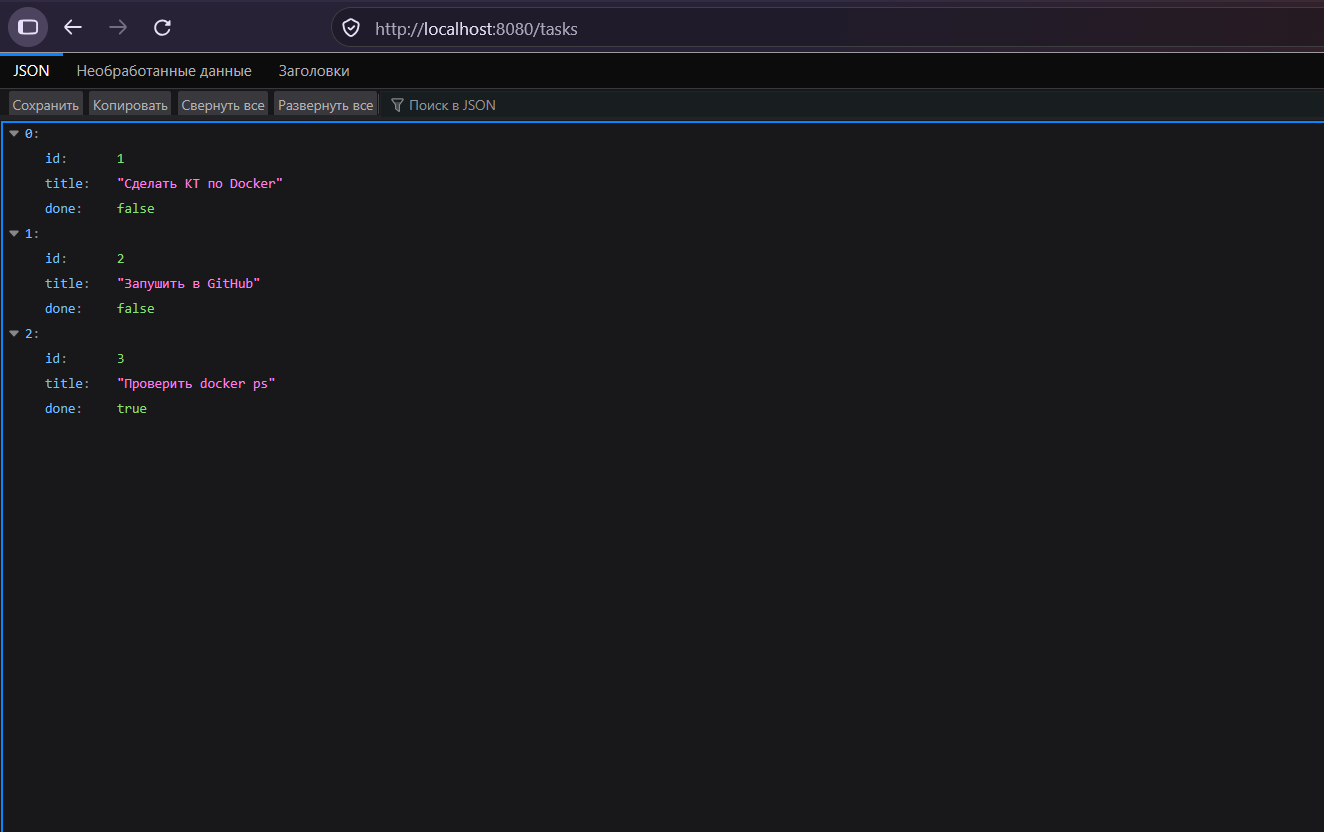 http://localhost:8080/tasks
JSON Необработанные данные Заголовки
Сохранить Копировать Свернуть все Развернуть все Поиск в JSON
0:
id: 1
title: "Сделать КТ по Docker"
done: false
1:
id: 2
title: "Запушить в GitHub"
done: false
2:
id: 3
title: "Проверить docker ps"
done: true